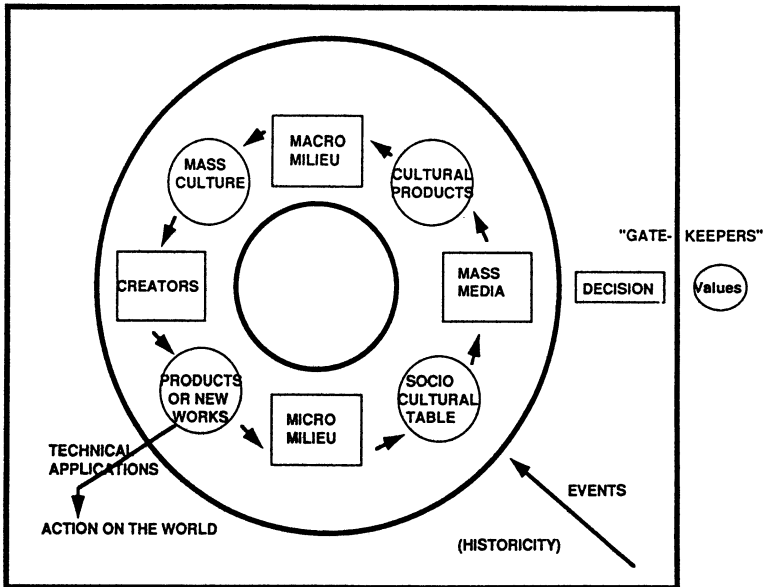 MACRO
MILIEU
MASS
CULTURE
CULTURAL
PRODUCTS
"GATE- KEEPERS"
CREATORS
MASS
MEDIA
DECISION
Values
PRODUCTS
OR NEW
WORKS
MICRO
MILIEU
SOCIO
CULTURAL
TABLE
TECHNICAL
APPLICATIONS
ACTION ON THE WORLD
EVENTS
(HISTORICITY)